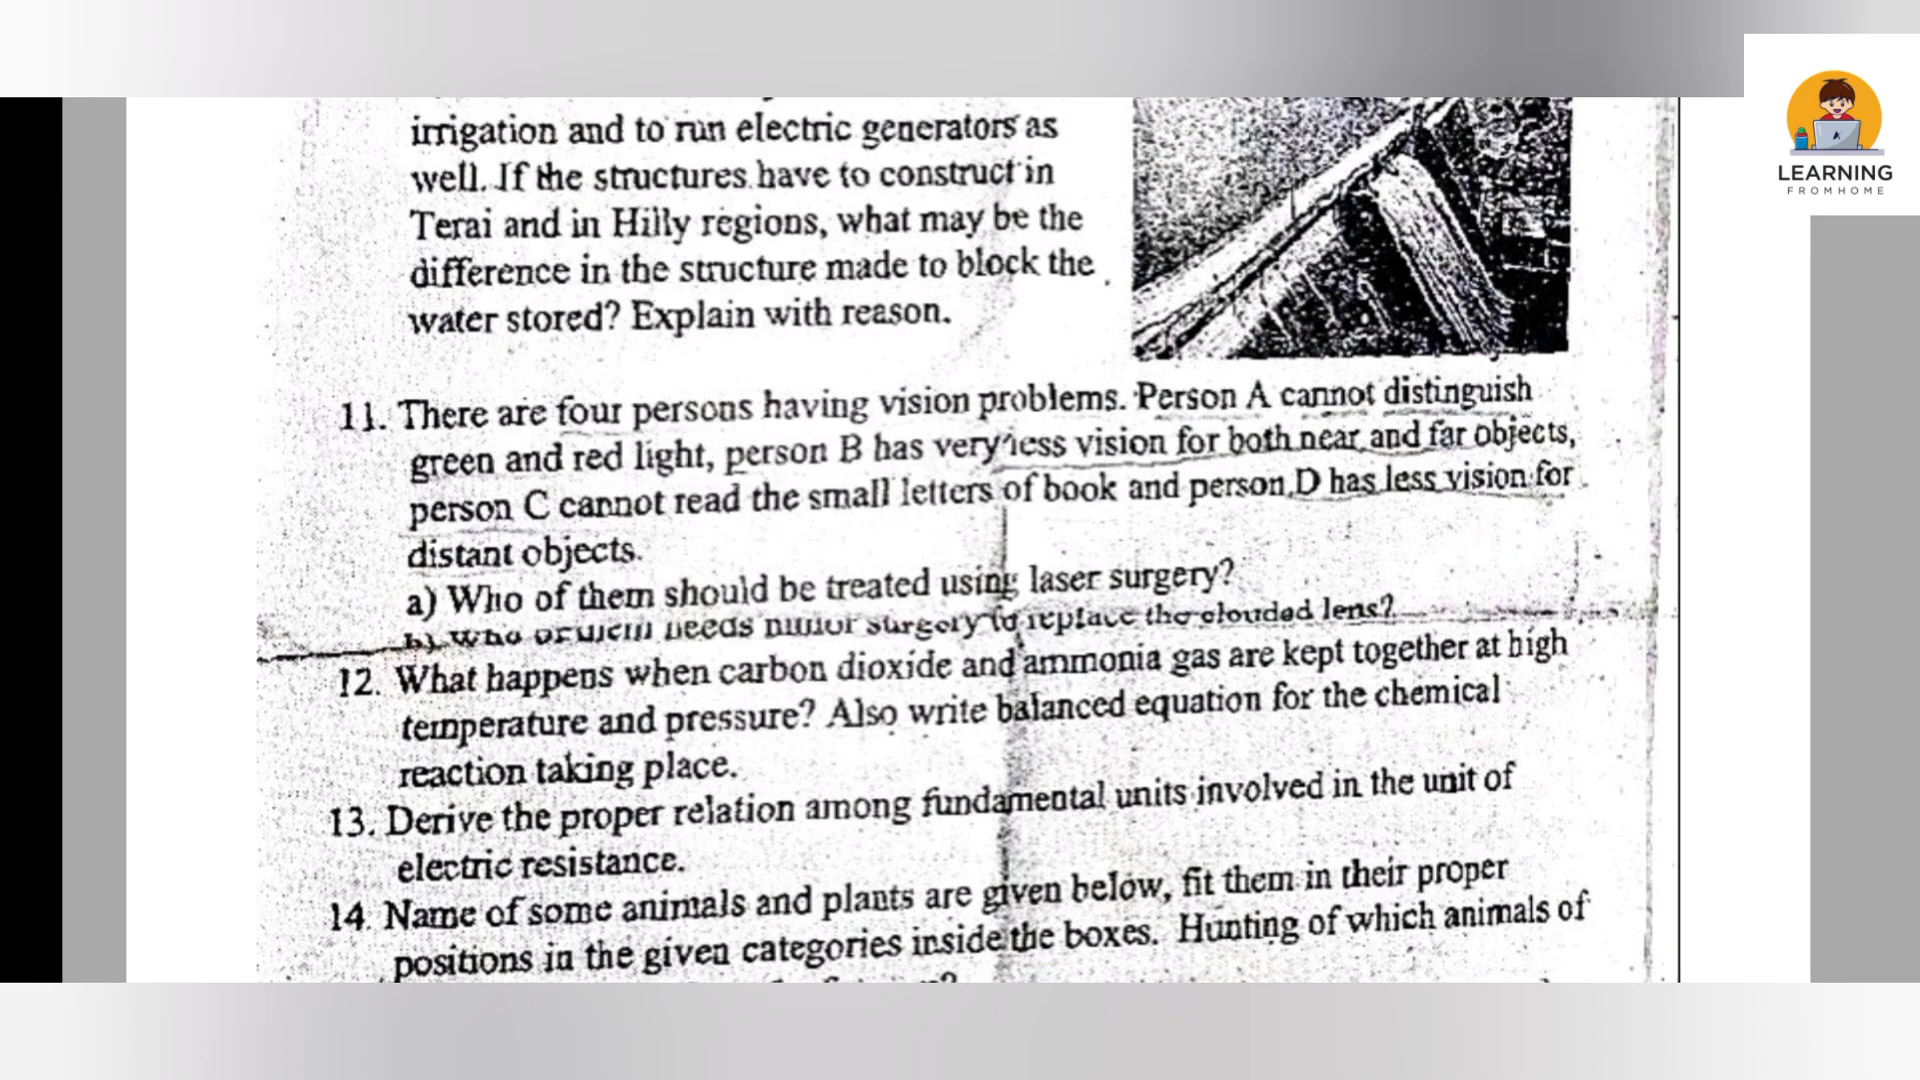 irrigation and to run electric generators as
well. If the structures have to construct in
Terai and in Hilly regions, what may be the
difference in the structure made to block the
water stored? Explain with reason.
11. There are four persons having vision problems. Person A cannot distinguish
green and red light, person B has very less vision for both near and far objects,
person C cannot read the small letters of book and person D has less vision for
distant objects.
a) Who of them should be treated using laser surgery?
b) Who of them needs minor surgery to replace the clouded lens?
12. What happens when carbon dioxide and ammonia gas are kept together at high
temperature and pressure? Also write balanced equation for the chemical
reaction taking place.
13. Derive the proper relation among fundamental units involved in the unit of
electric resistance.
14. Name of some animals and plants are given below, fit them in their proper
positions in the given categories inside the boxes. Hunting of which animals of
LEARNING
FROMHOME